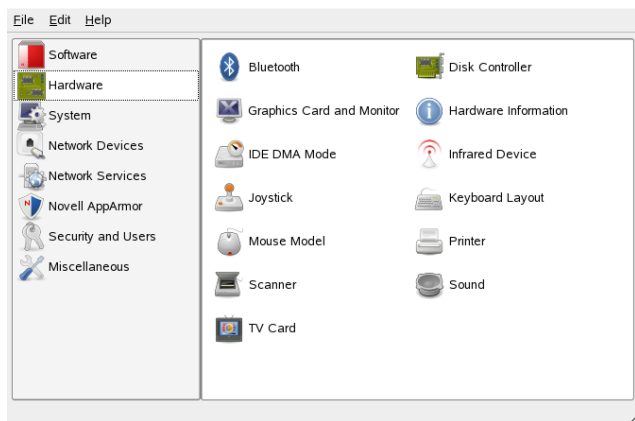 File Edit Help
Software
Hardware
System
Network Devices
Network Services
Novell AppArmor
Security and Users
Miscellaneous
Bluetooth
Disk Controller
Graphics Card and Monitor
Hardware Information
IDE DMA Mode
Infrared Device
Joystick
Keyboard Layout
Mouse Model
Printer
Scanner
Sound
TV Card